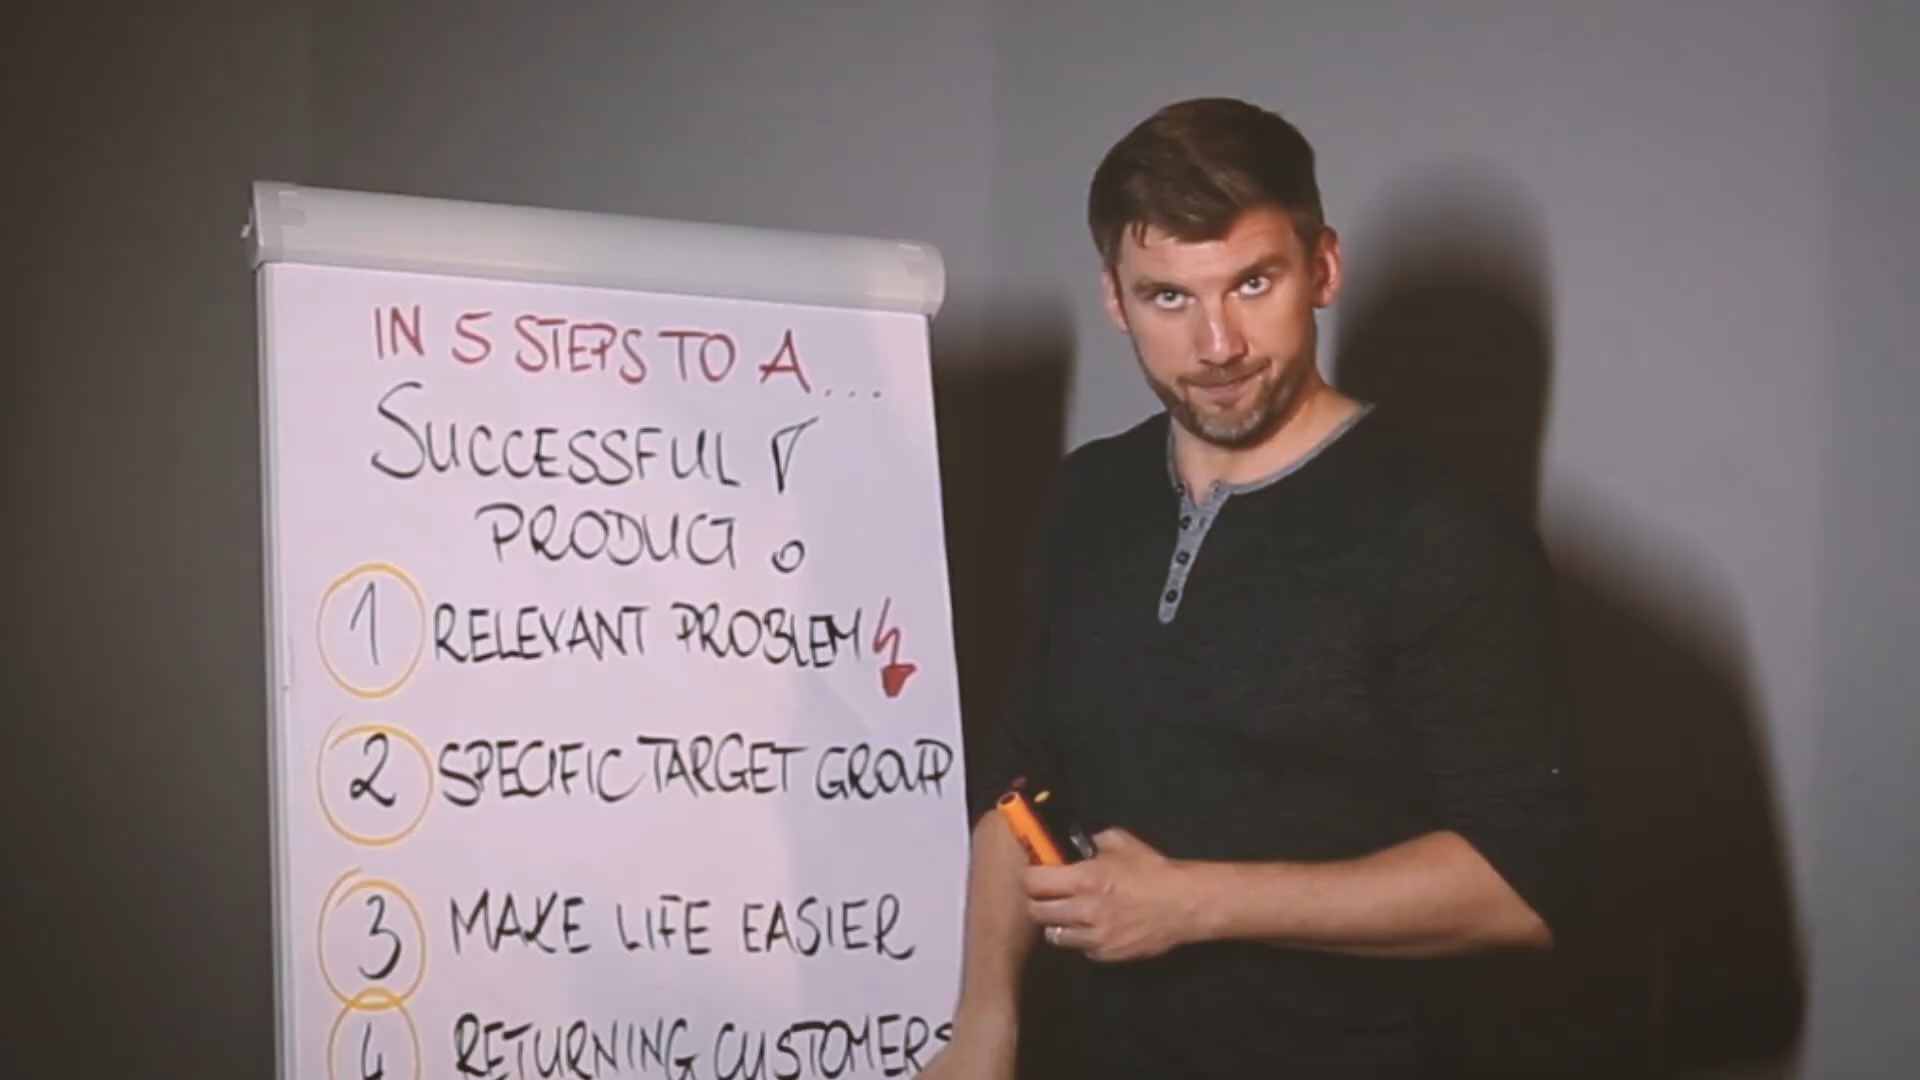 IN 5 STEPS TO A...
SUCCESSFUL !
PRODUCT
1 RELEVANT PROBLEM
2 SPECIFIC TARGET GROUP
3 MAKE LIFE EASIER
4 RETURNING CUSTOMERS